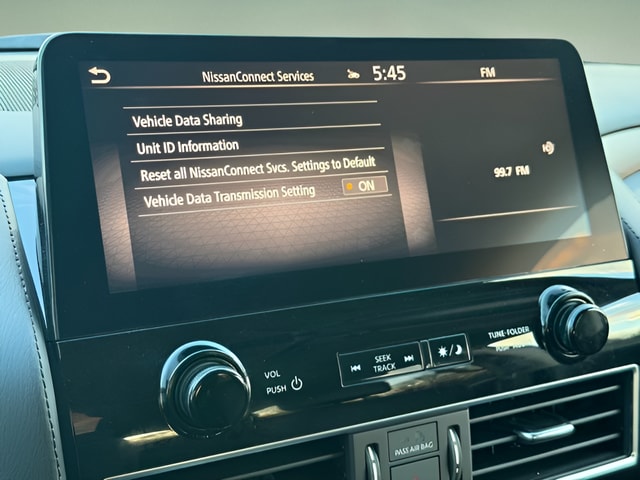 NissanConnect Services
5:45
FM
Vehicle Data Sharing
Unit ID Information
Reset all NissanConnect Svcs. Settings to Default
Vehicle Data Transmission Setting ON
99.7 FM
VOL
PUSH
SEEK
TRACK
TUNE·FOLDER
PUSH
PASS AIR BAG